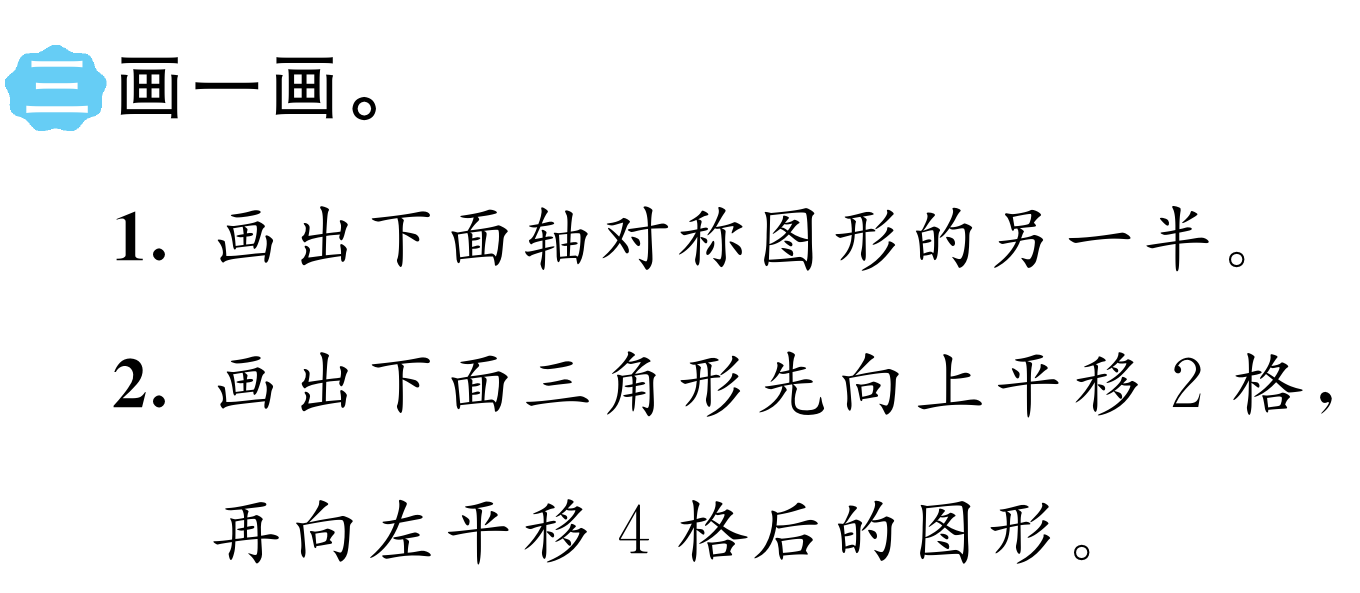 三 画一画。
1. 画出下面轴对称图形的另一半。
2. 画出下面三角形先向上平移2格，
再向左平移4格后的图形。